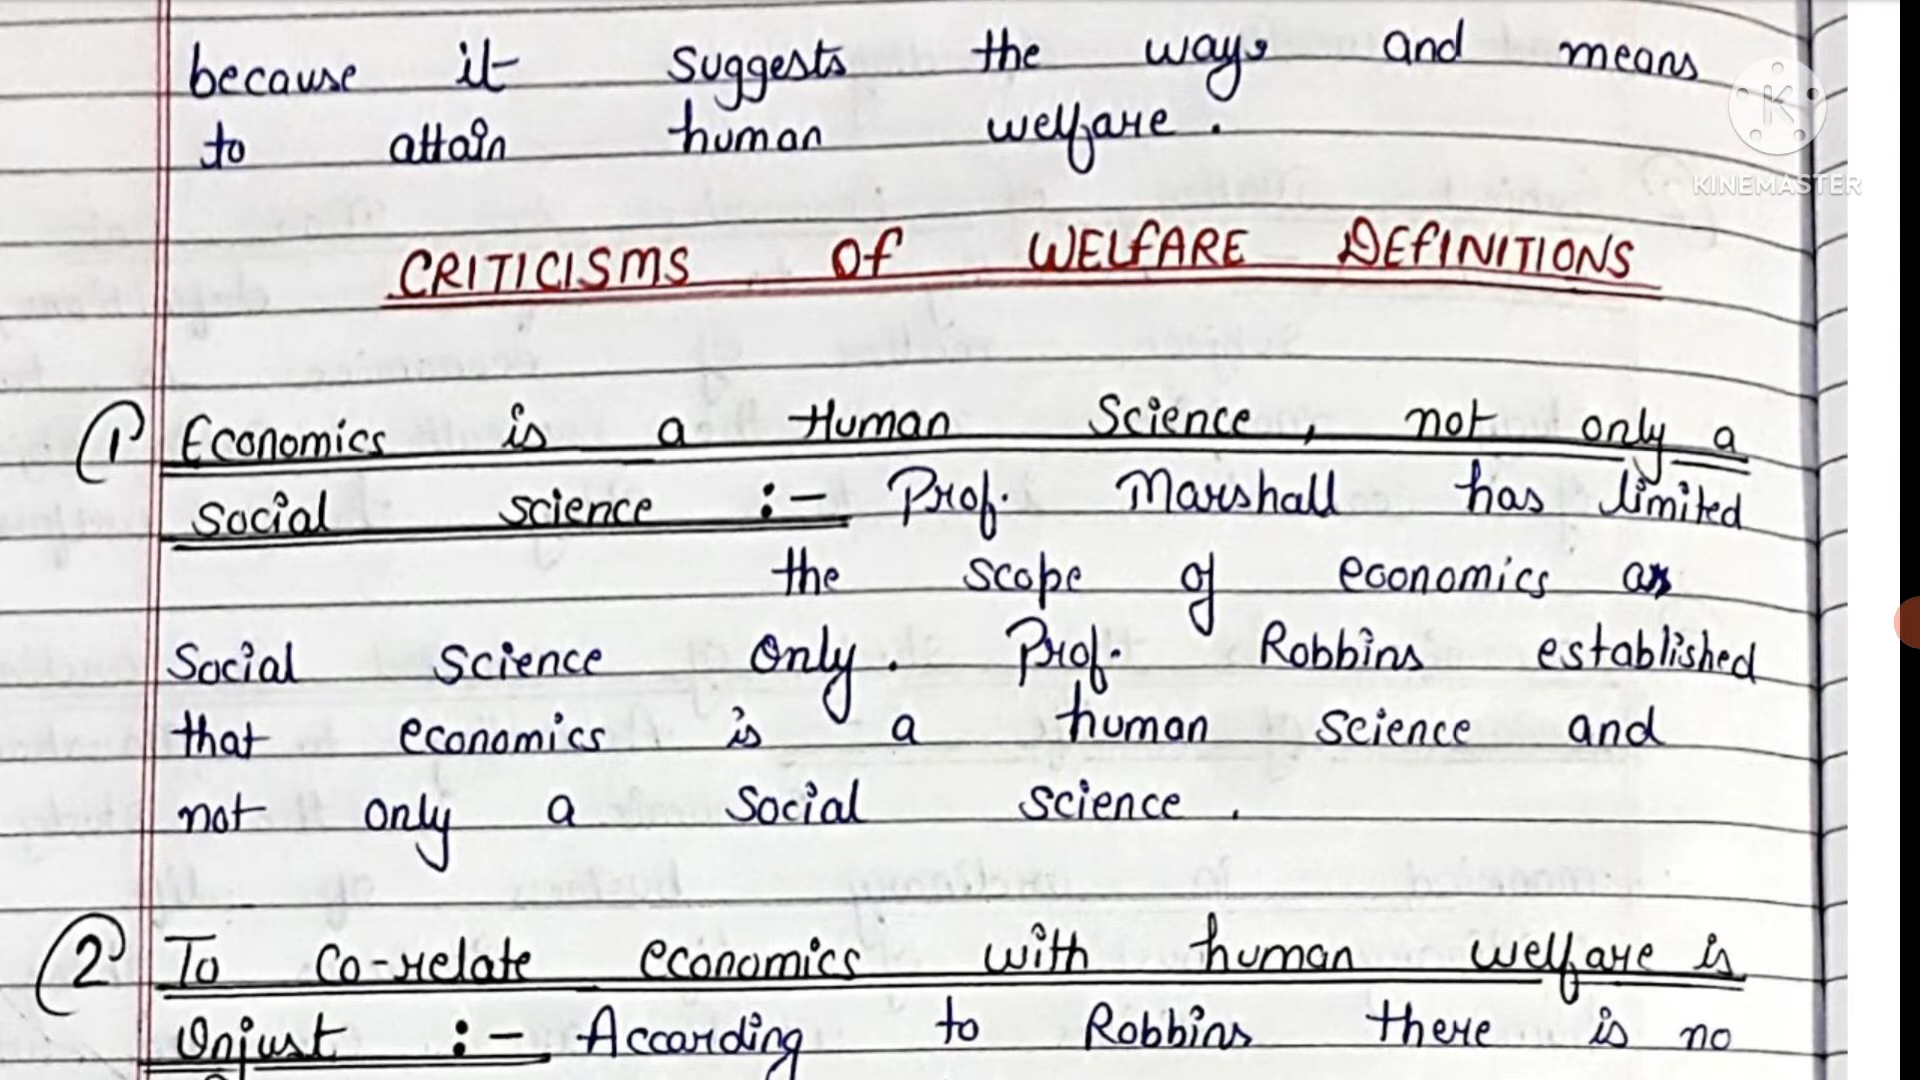 because it suggests the ways and means
to attain human welfare.
KINEMASTER
CRITICISMS OF WELFARE DEFINITIONS
1 Economics is a Human Science, not only a
Social science :- Prof. Marshall has limited
the scope of economics as
Social Science only. Prof. Robbins established
that economics is a human science and
not only a social science.
2 To Co-relate economics with human welfare is
Unjust :- According to Robbins there is no